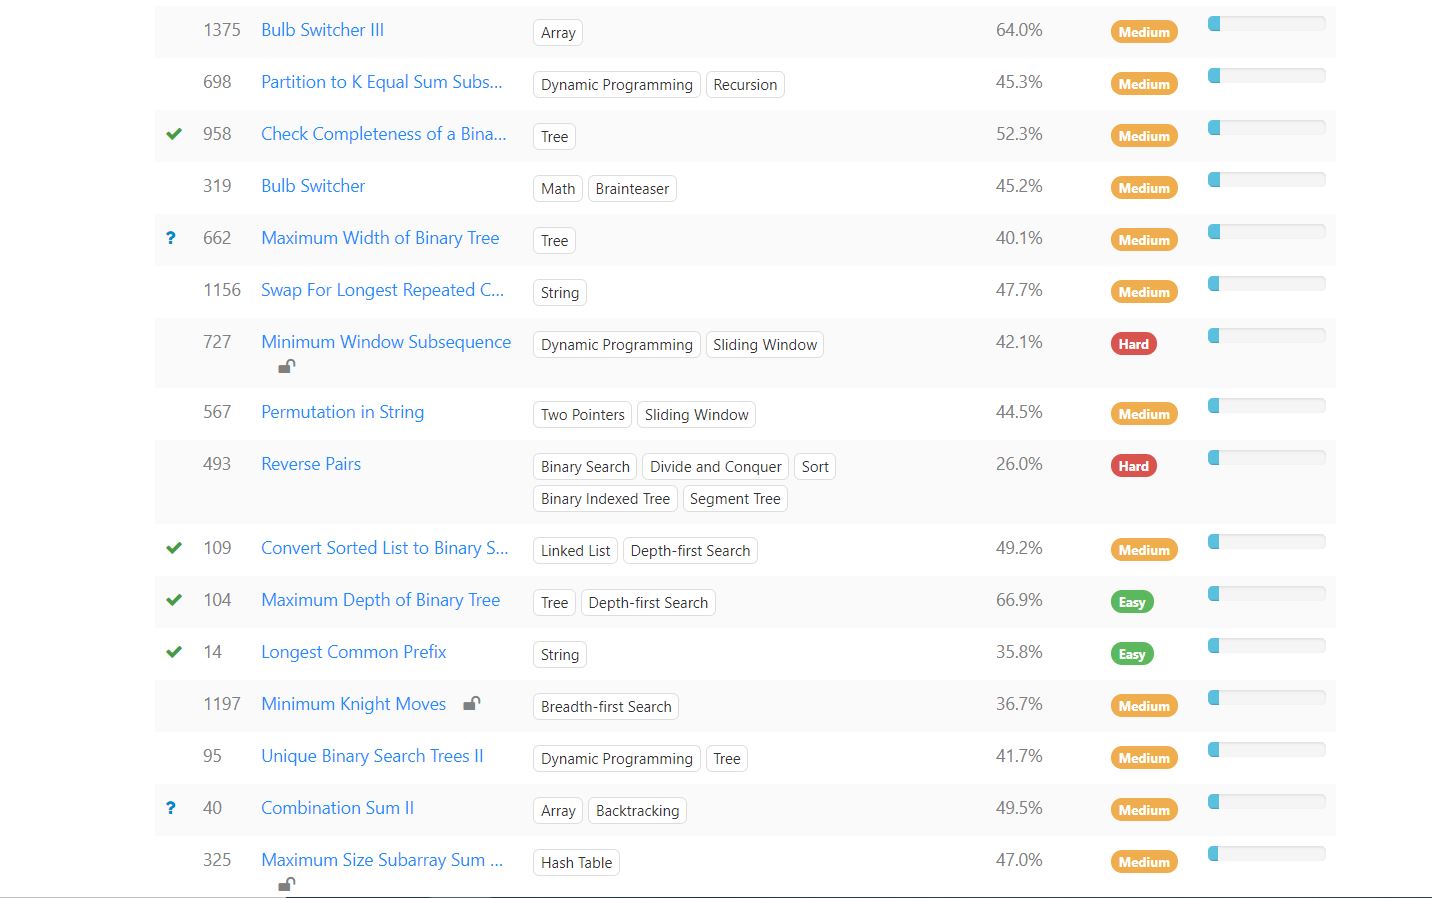 1375 Bulb Switcher III Array 64.0% Medium
698 Partition to K Equal Sum Subs... Dynamic Programming Recursion 45.3% Medium
958 Check Completeness of a Bina... Tree 52.3% Medium
319 Bulb Switcher Math Brainteaser 45.2% Medium
? 662 Maximum Width of Binary Tree Tree 40.1% Medium
1156 Swap For Longest Repeated C... String 47.7% Medium
727 Minimum Window Subsequence Dynamic Programming Sliding Window 42.1% Hard
567 Permutation in String Two Pointers Sliding Window 44.5% Medium
493 Reverse Pairs Binary Search Divide and Conquer Sort 26.0% Hard
Binary Indexed Tree Segment Tree
109 Convert Sorted List to Binary S... Linked List Depth-first Search 49.2% Medium
104 Maximum Depth of Binary Tree Tree Depth-first Search 66.9% Easy
14 Longest Common Prefix String 35.8% Easy
1197 Minimum Knight Moves Breadth-first Search 36.7% Medium
95 Unique Binary Search Trees II Dynamic Programming Tree 41.7% Medium
? 40 Combination Sum II Array Backtracking 49.5% Medium
325 Maximum Size Subarray Sum ... Hash Table 47.0% Medium